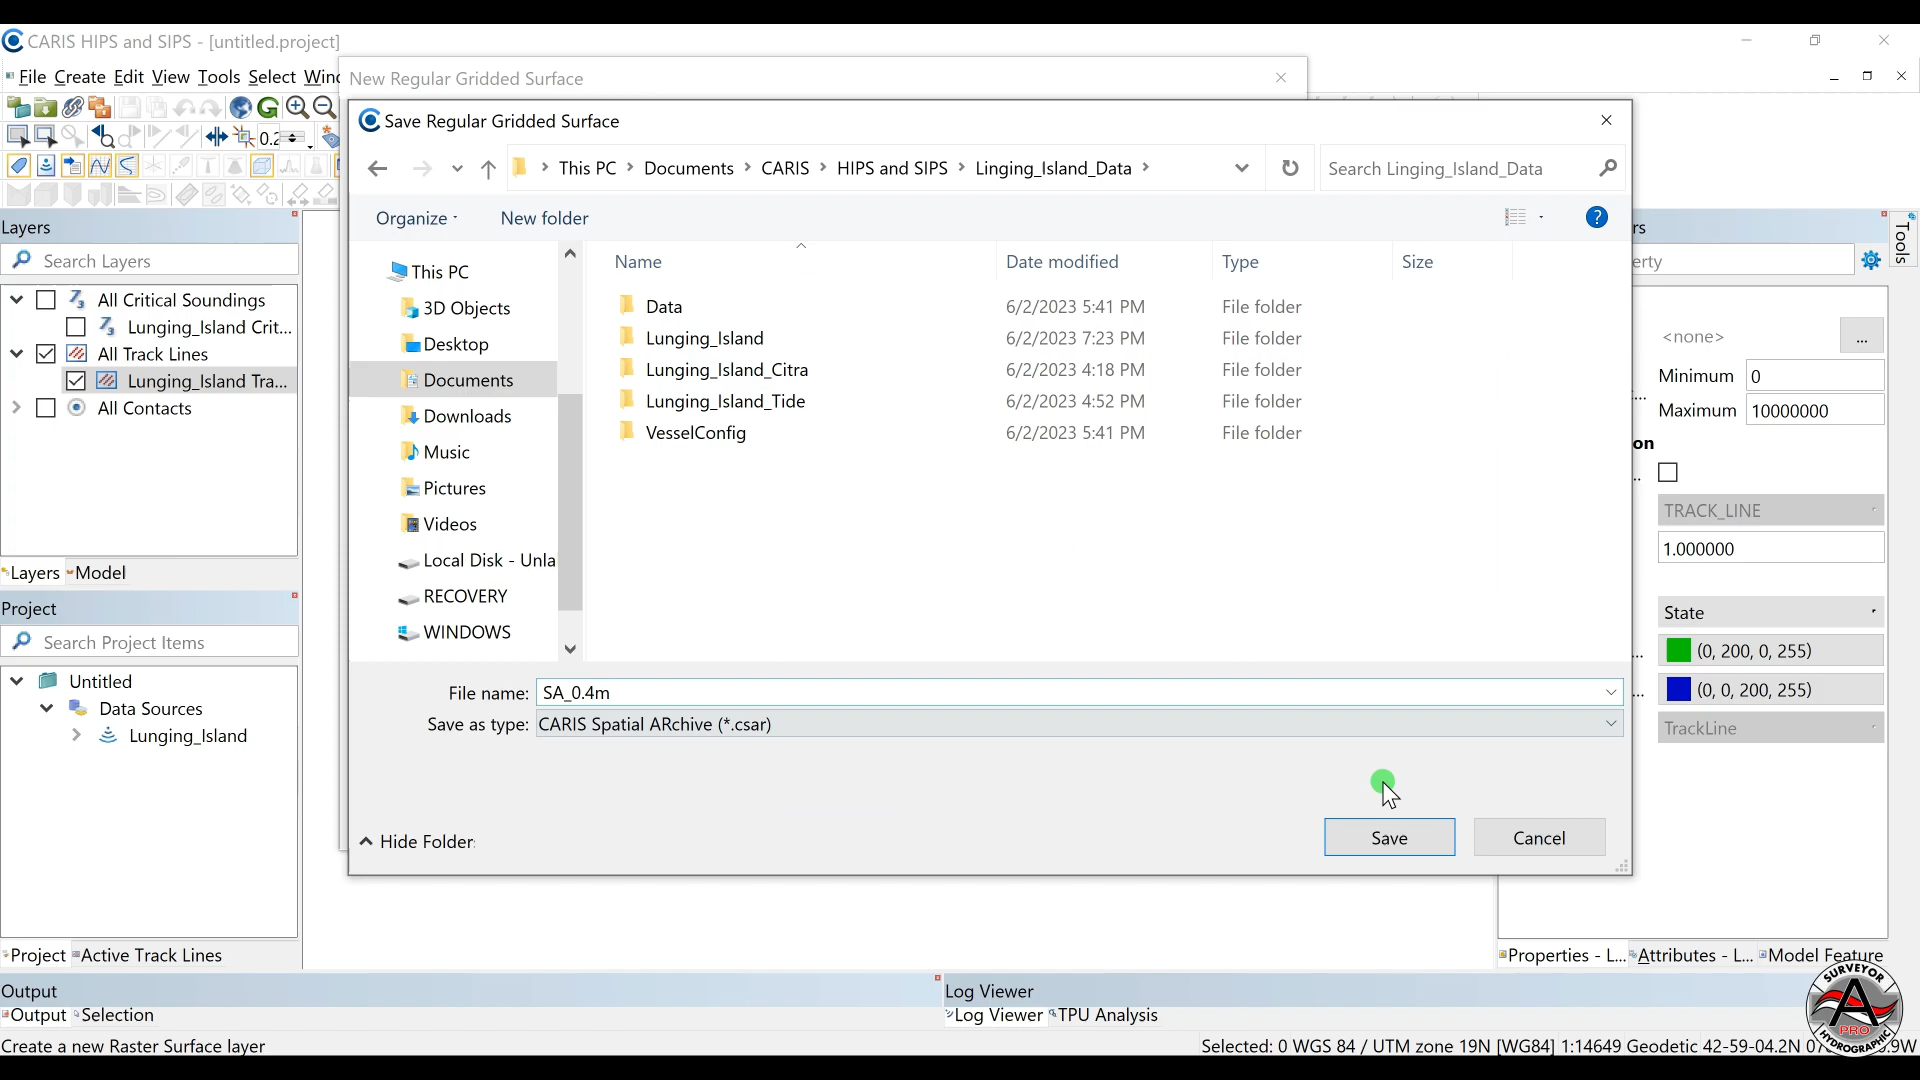 CARIS HIPS and SIPS - [untitled.project]
File Create Edit View Tools Select Wind
New Regular Gridded Surface
Save Regular Gridded Surface
This PC > Documents > CARIS > HIPS and SIPS > Linging_Island_Data >
Search Linging_Island_Data
Organize
New folder
0.2
Layers
Search Layers
All Critical Soundings
Lunging_Island Crit...
All Track Lines
Lunging_Island Tra...
All Contacts
Layers
Model
Project
Search Project Items
Untitled
Data Sources
Lunging_Island
Project
Active Track Lines
This PC
3D Objects
Desktop
Documents
Downloads
Music
Pictures
Videos
Local Disk - Unla
RECOVERY
WINDOWS
Name Date modified Type Size
Data 6/2/2023 5:41 PM File folder
Lunging_Island 6/2/2023 7:23 PM File folder
Lunging_Island_Citra 6/2/2023 4:18 PM File folder
Lunging_Island_Tide 6/2/2023 4:52 PM File folder
VesselConfig 6/2/2023 5:41 PM File folder
File name: SA_0.4m
Save as type: CARIS Spatial ARchive (*.csar)
Hide Folder
Save
Cancel
rs
erty
Tools
<none>
...
Minimum 0
Maximum 10000000
on
TRACK_LINE
1.000000
State
(0, 200, 0, 255)
(0, 0, 200, 255)
TrackLine
Properties - L...
Attributes - L...
Model Feature
Output
Output
Selection
Log Viewer
Log Viewer
TPU Analysis
Create a new Raster Surface layer
Selected: 0 WGS 84 / UTM zone 19N [WG84] 1:14649 Geodetic 42-59-04.2N
SURVEYOR
PRO
HYDROGRAPHIC